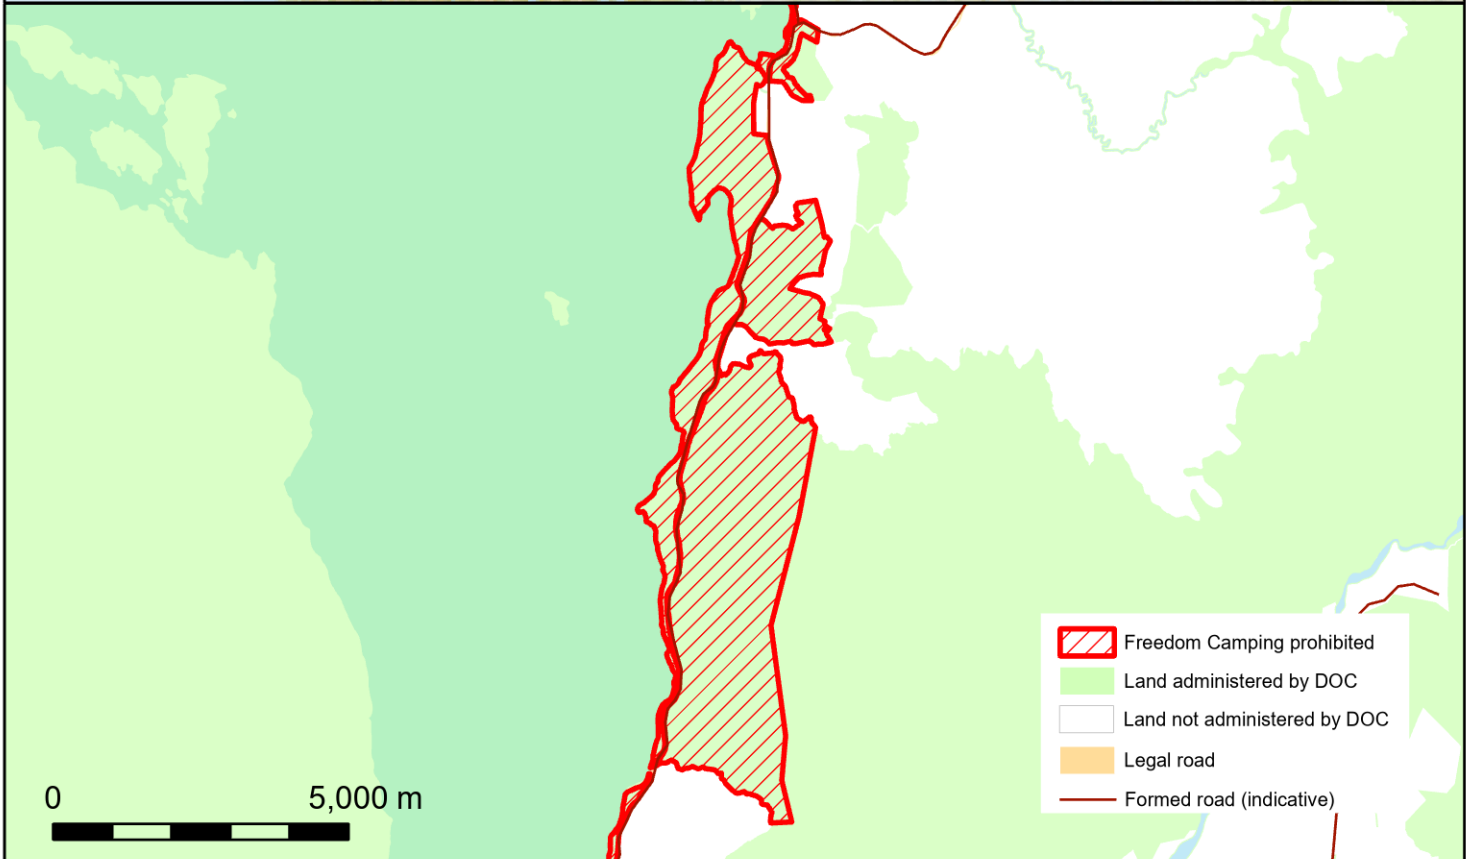 Freedom Camping prohibited
Land administered by DOC
Land not administered by DOC
Legal road
Formed road (indicative)
0 5,000 m